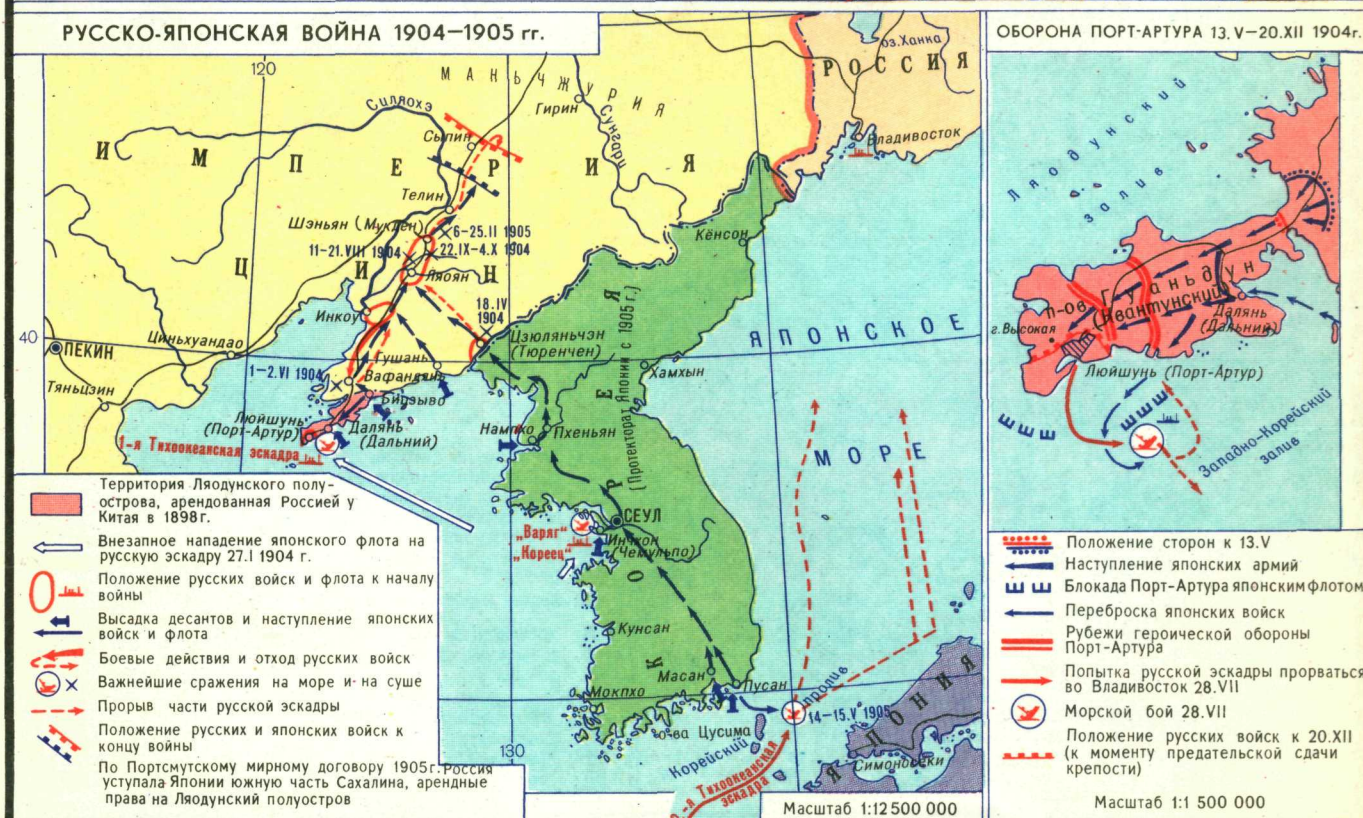 РУССКО-ЯПОНСКАЯ ВОЙНА 1904—1905 гг.
120
МАНЬЧЖУРИЯ
оз. Ханка
РОССИЯ
Силяохэ
Гирин
Сунгари
Сыпин
Владивосток
ИМПЕРИЯ
Телин
Шэньян (Мукден)
6–25.II 1905
11–21.VIII 1904
22.IX–4.X 1904
Кёнсон
ЦИН
Ляоян
18.IV
1904
Инкоу
Цзюляньчэн
(Тюренчен)
40
ПЕКИН
Циньхуандао
Гушань
ЯПОНСКОЕ
Тяньцзин
1–2.VI 1904
Вафандянь
Хамхын
Бицзыво
Люйшунь
(Порт-Артур)
Далянь
(Дальний)
Нампхо
Пхеньян
КОРЕЯ
(Протекторат Японии с 1905 г.)
МОРЕ
1-я Тихоокеанская эскадра
СЕУЛ
„Варяг"
„Кореец"
Инчхон
(Чемульпо)
Кунсан
Масан
Пусан
о. Мокпхо
пролив
14–15.V 1905
о-ва Цусима
Корейский
ЯПОНИЯ
Симоносеки
130
-я Тихоокеанская
эскадра
Масштаб 1:12 500 000
Территория Ляодунского полу-
острова, арендованная Россией у
Китая в 1898 г.
Внезапное нападение японского флота на
русскую эскадру 27.I 1904 г.
Положение русских войск и флота к началу
войны
Высадка десантов и наступление японских
войск и флота
Боевые действия и отход русских войск
Важнейшие сражения на море и на суше
Прорыв части русской эскадры
Положение русских и японских войск к
концу войны
По Портсмутскому мирному договору 1905 г. Россия
уступала Японии южную часть Сахалина, арендные
права на Ляодунский полуостров
ОБОРОНА ПОРТ-АРТУРА 13.V—20.XII 1904 г.
Ляодунский
залив
п-ов Гуаньдун
(Квантунский)
г. Высокая
Далянь
(Дальний)
Люйшунь (Порт-Артур)
Западно-Корейский
залив
Положение сторон к 13.V
Наступление японских армий
Блокада Порт-Артура японским флотом
Переброска японских войск
Рубежи героической обороны
Порт-Артура
Попытка русской эскадры прорваться
во Владивосток 28.VII
Морской бой 28.VII
Положение русских войск к 20.XII
(к моменту предательской сдачи
крепости)
Масштаб 1:1 500 000